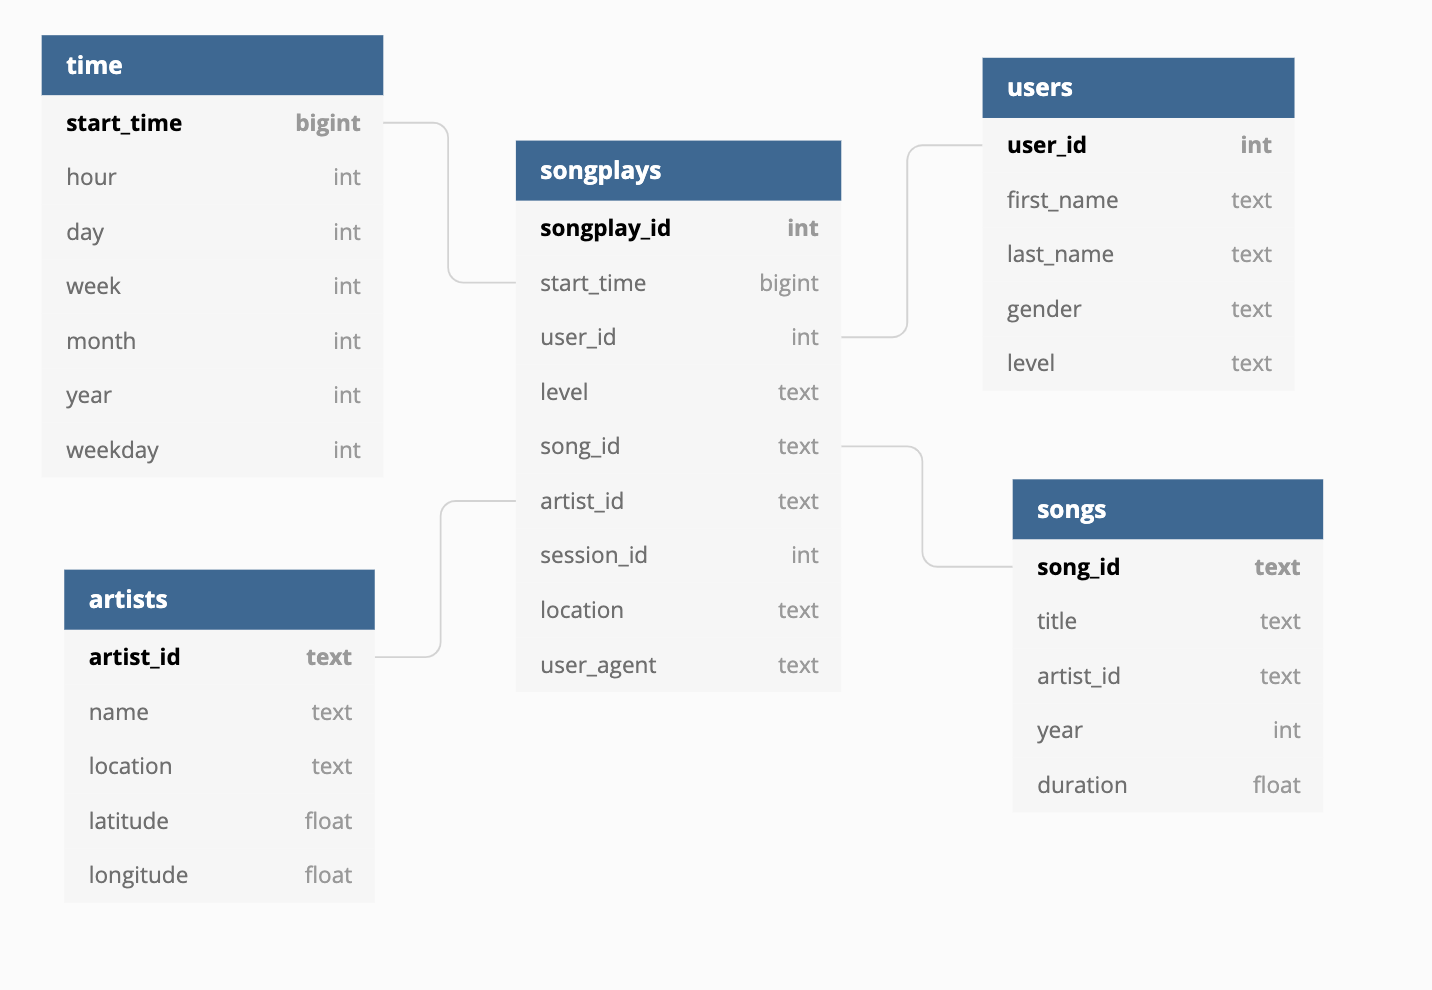 time
start_time bigint
hour int
day int
week int
month int
year int
weekday int
songplays
songplay_id int
start_time bigint
user_id int
level text
song_id text
artist_id text
session_id int
location text
user_agent text
users
user_id int
first_name text
last_name text
gender text
level text
artists
artist_id text
name text
location text
latitude float
longitude float
songs
song_id text
title text
artist_id text
year int
duration float